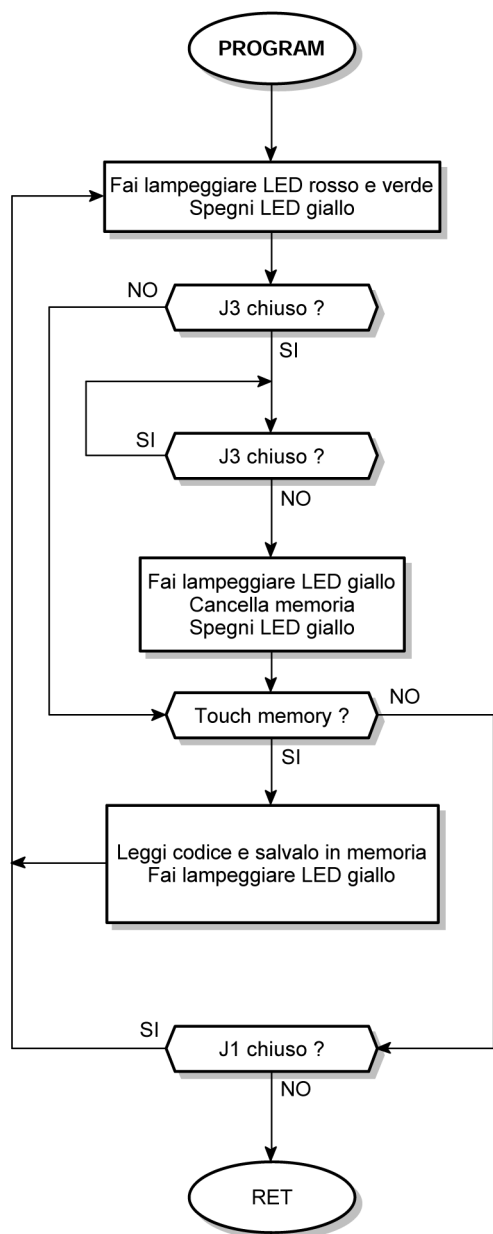 PROGRAM
Fai lampeggiare LED rosso e verde
Spegni LED giallo
NO
J3 chiuso ?
SI
SI
J3 chiuso ?
NO
Fai lampeggiare LED giallo
Cancella memoria
Spegni LED giallo
Touch memory ?
NO
SI
Leggi codice e salvalo in memoria
Fai lampeggiare LED giallo
SI
J1 chiuso ?
NO
RET